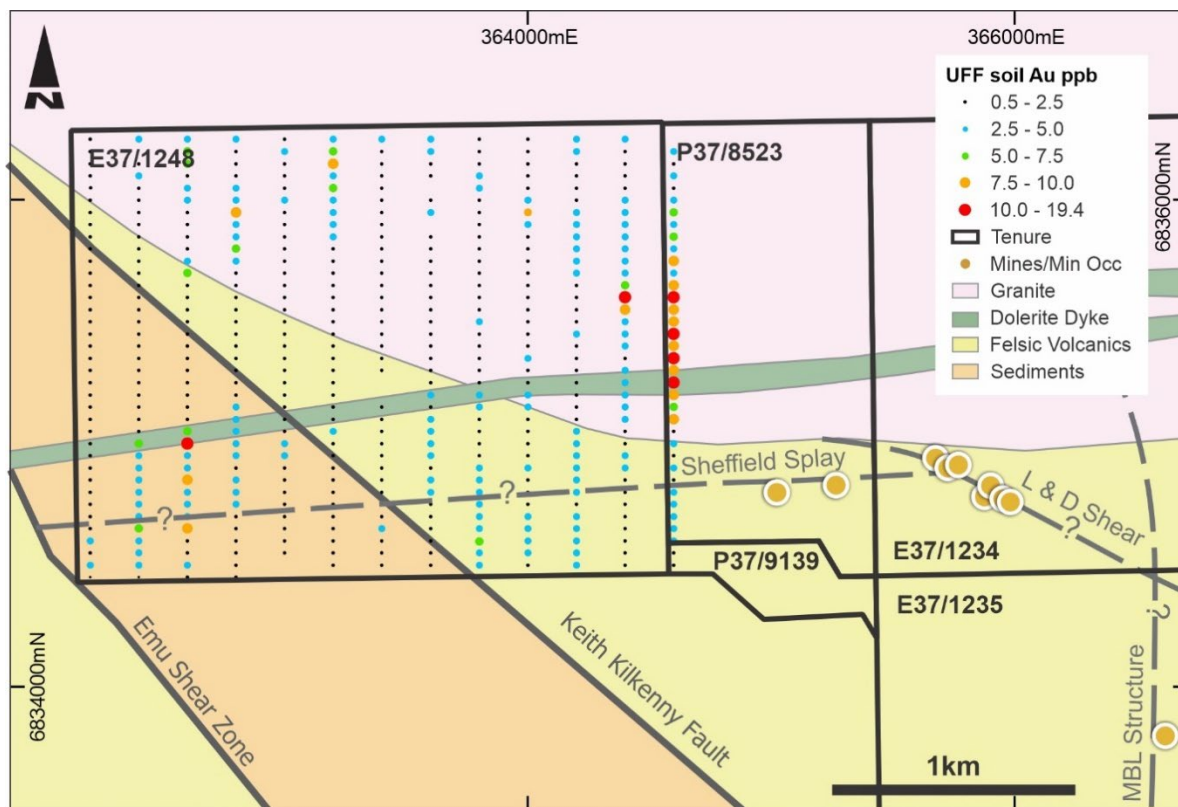 364000mE
366000mE
N
UFF soil Au ppb
0.5 - 2.5
2.5 - 5.0
5.0 - 7.5
7.5 - 10.0
10.0 - 19.4
Tenure
Mines/Min Occ
Granite
Dolerite Dyke
Felsic Volcanics
Sediments
E37/1248
P37/8523
6836000mN
Sheffield Splay
?
?
L & D Shear
?
P37/9139
E37/1234
E37/1235
?
Emu Shear Zone
Keith Kilkenny Fault
MBL Structure
6834000mN
1km